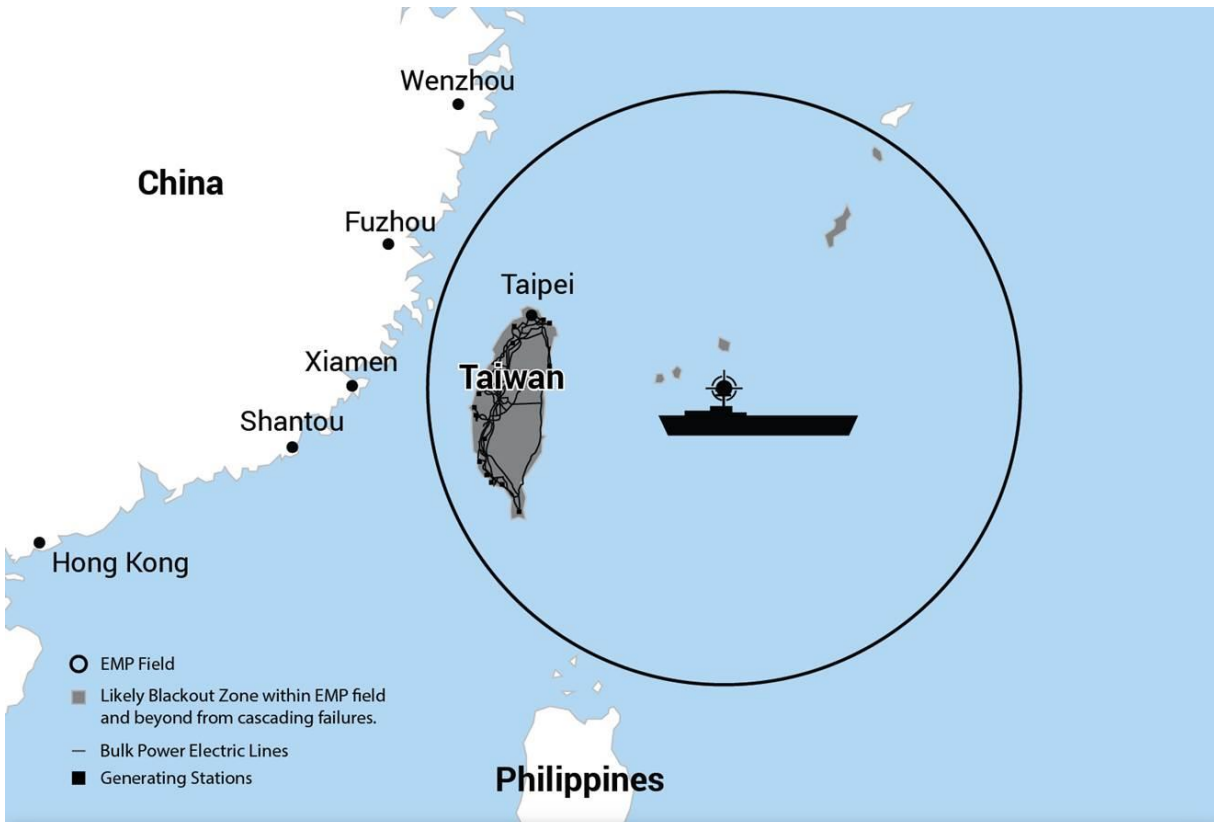 Wenzhou
China
Fuzhou
Taipei
Xiamen
Taiwan
Shantou
Hong Kong
EMP Field
Likely Blackout Zone within EMP field
and beyond from cascading failures.
Bulk Power Electric Lines
Generating Stations
Philippines